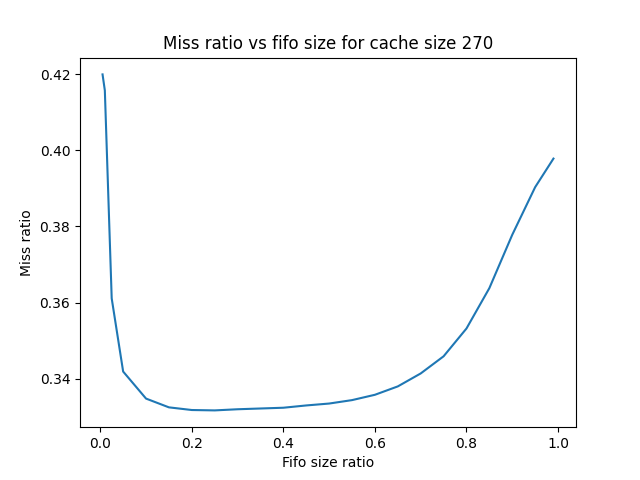 Miss ratio vs fifo size for cache size 270
0.42
0.40
0.38
0.36
0.34
Miss ratio
0.0 0.2 0.4 0.6 0.8 1.0
Fifo size ratio